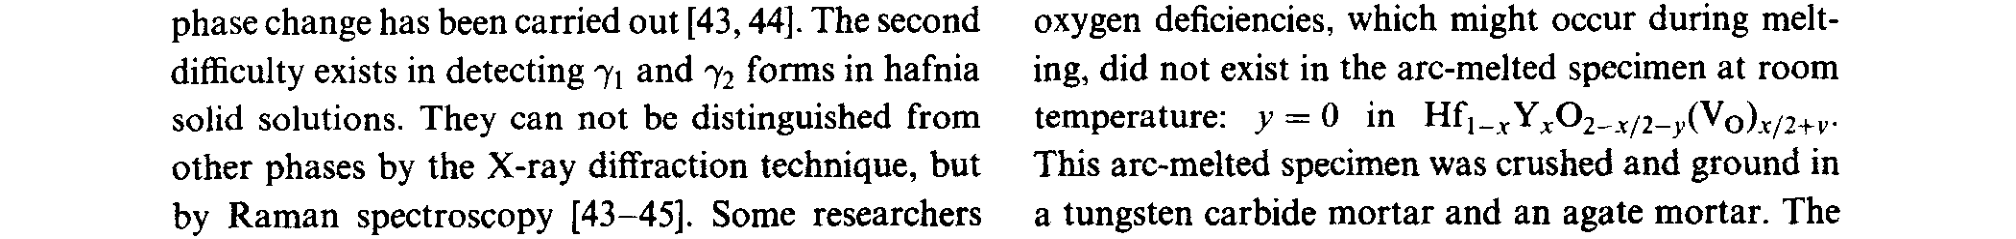 phase change has been carried out [43, 44]. The second
difficulty exists in detecting γ₁ and γ₂ forms in hafnia
solid solutions. They can not be distinguished from
other phases by the X-ray diffraction technique, but
by Raman spectroscopy [43–45]. Some researchers
oxygen deficiencies, which might occur during melt-
ing, did not exist in the arc-melted specimen at room
temperature: y = 0 in Hf₁₋ₓYₓO₂₋ₓ/₂₋y(V_O)ₓ/₂₊y.
This arc-melted specimen was crushed and ground in
a tungsten carbide mortar and an agate mortar. The